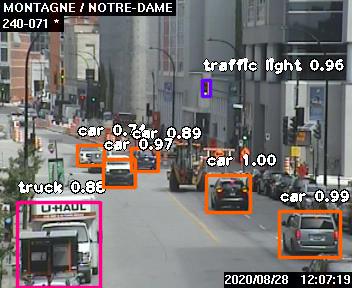 MONTAGNE / NOTRE-DAME
240-071 *
traffic light 0.96
car 0.74
car 0.89
car 0.97
car 1.00
truck 0.88
U-HAUL
car 0.99
2020/08/28 12:07:19